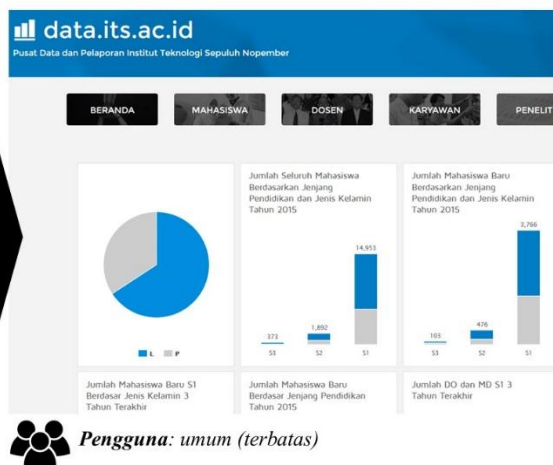 data.its.ac.id
Pusat Data dan Pelaporan Institut Teknologi Sepuluh Nopember
BERANDA MAHASISWA DOSEN KARYAWAN PENELIT
L P
Jumlah Seluruh Mahasiswa
Berdasarkan Jenjang
Pendidikan dan Jenis Kelamin
Tahun 2015
14,953
1,892
373
S3 S2 S1
Jumlah Mahasiswa Baru
Berdasarkan Jenjang
Pendidikan dan Jenis Kelamin
Tahun 2015
3,766
476
193
S3 S2 S1
Jumlah Mahasiswa Baru S1
Berdasar Jenis Kelamin 3
Tahun Terakhir
Jumlah Mahasiswa Baru
Berdasar Jenjang Pendidikan
Tahun 2015
Jumlah DO dan MD S1 3
Tahun Terakhir
Pengguna: umum (terbatas)